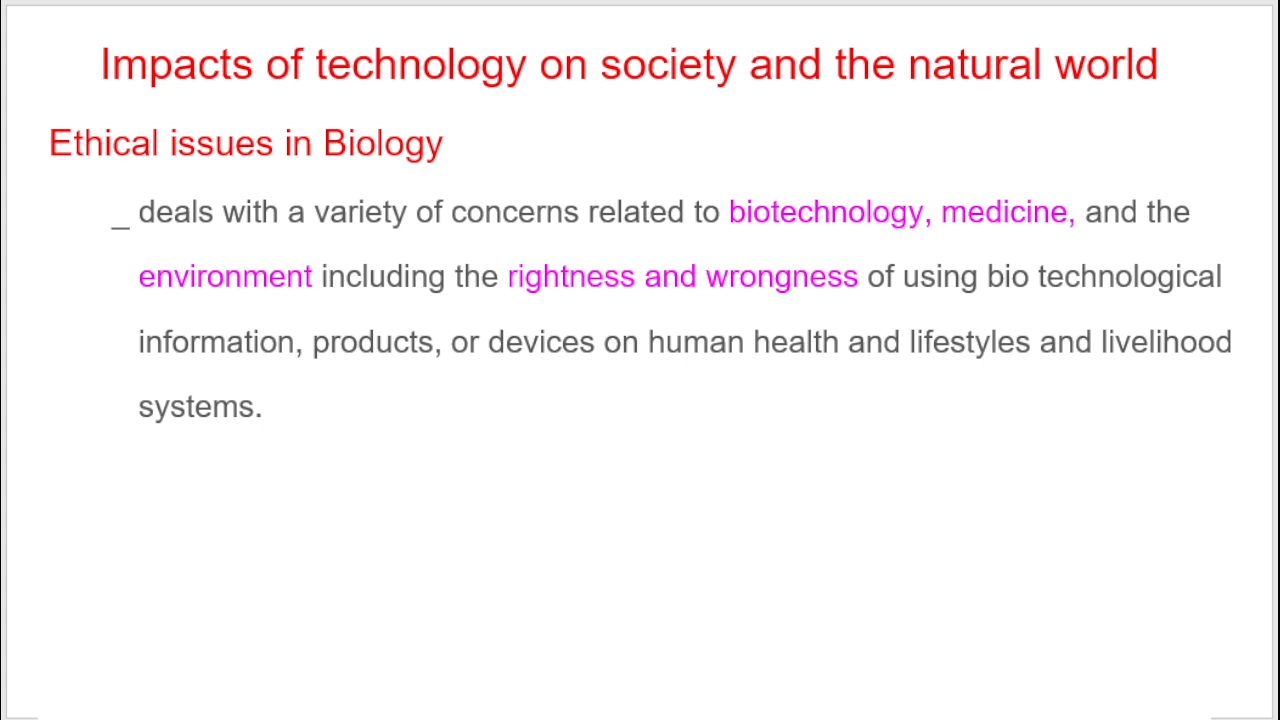 Impacts of technology on society and the natural world
Ethical issues in Biology
_ deals with a variety of concerns related to biotechnology, medicine, and the
environment including the rightness and wrongness of using bio technological
information, products, or devices on human health and lifestyles and livelihood
systems.